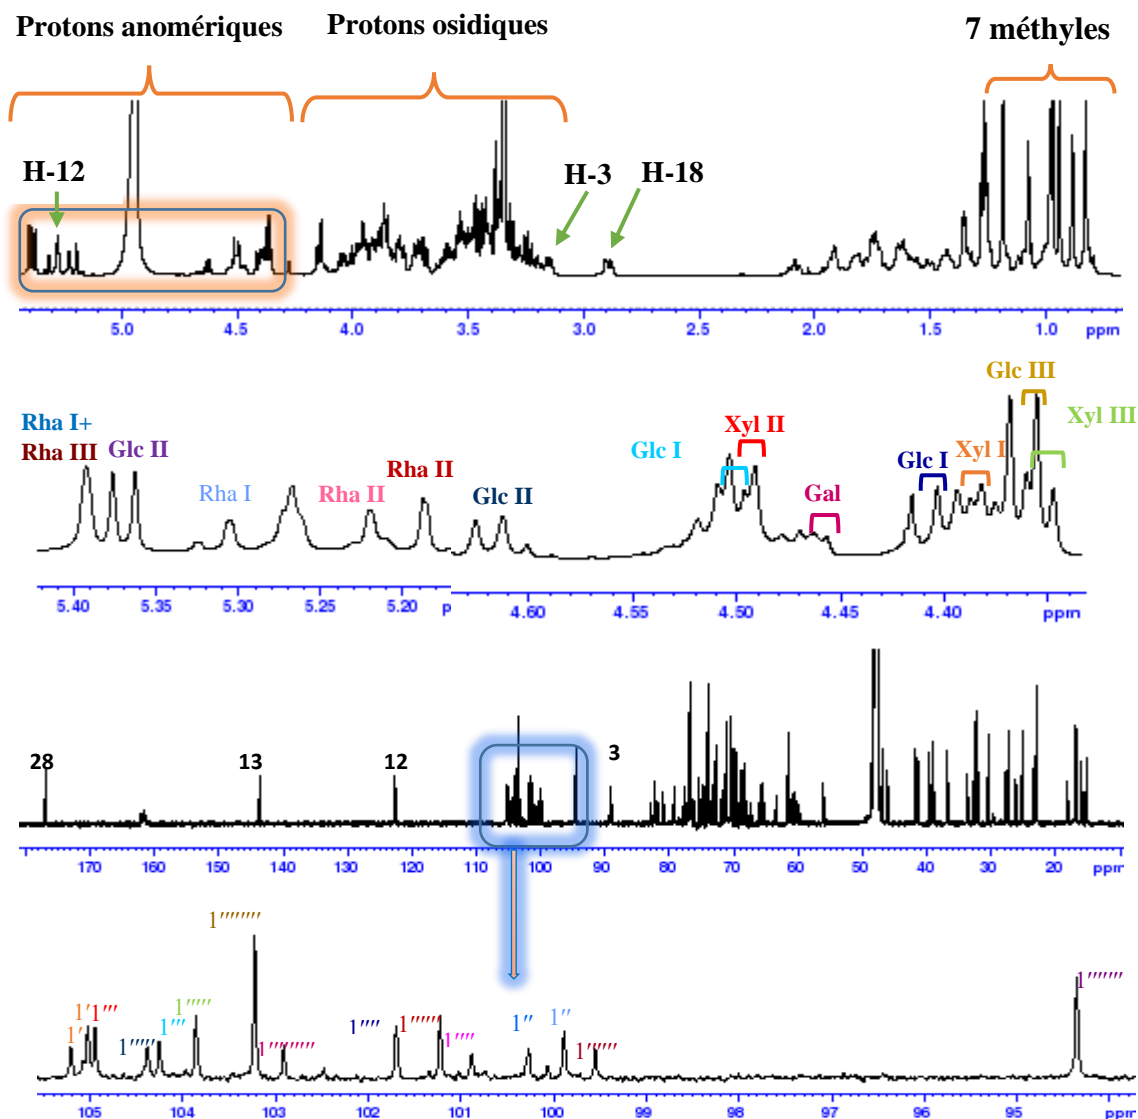 Protons anomériques Protons osidiques 7 méthyles
H-12 H-3 H-18
5.0 4.5 4.0 3.5 3.0 2.5 2.0 1.5 1.0 ppm
Glc III
Rha I+ Xyl II Xyl III
Rha III Glc II Glc I Glc I Xyl I
Rha I Rha II Rha II Glc II Gal
5.40 5.35 5.30 5.25 5.20 4.60 4.55 4.50 4.45 4.40 ppm
28 13 12 3
170 160 150 140 130 120 110 100 90 80 70 60 50 40 30 20 ppm
105 104 103 102 101 100 99 98 97 96 95 ppm